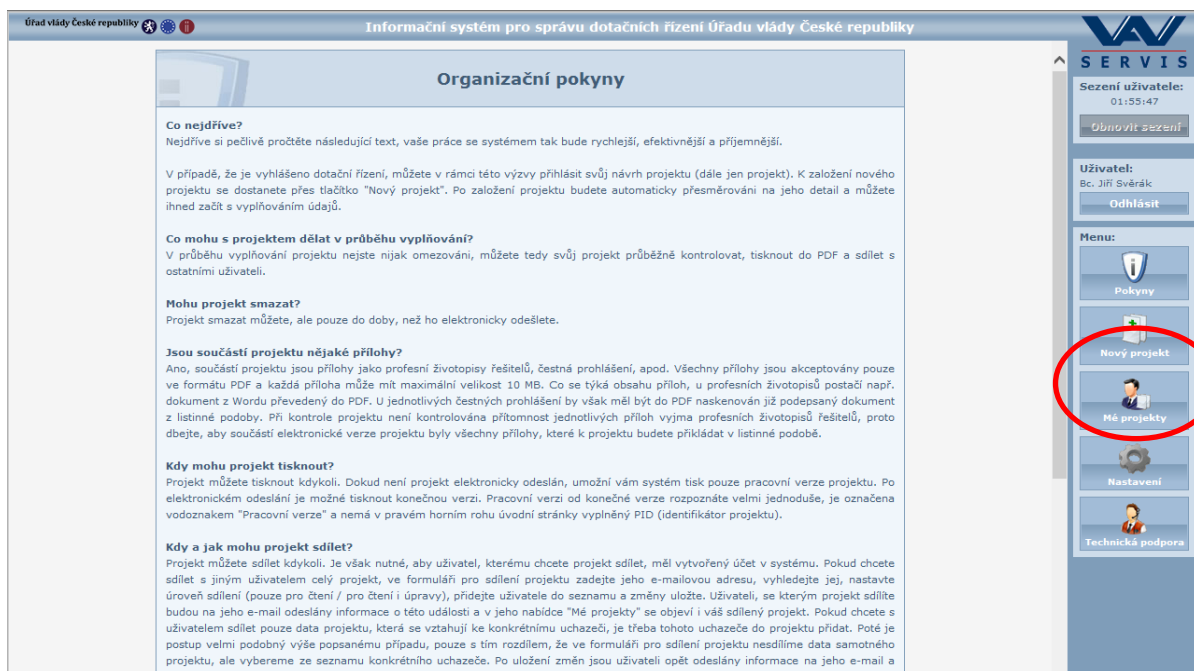 Úřad vlády České republiky
Informační systém pro správu dotačních řízení Úřadu vlády České republiky
VAV
SERVIS
Sezení uživatele:
01:55:47
Obnovit sezení
Uživatel:
Bc. Jiří Svěrák
Odhlásit
Menu:
Pokyny
Nový projekt
Mé projekty
Nastavení
Technická podpora
Organizační pokyny
Co nejdříve?
Nejdříve si pečlivě pročtěte následující text, vaše práce se systémem tak bude rychlejší, efektivnější a příjemnější.
V případě, že je vyhlášeno dotační řízení, můžete v rámci této výzvy přihlásit svůj návrh projektu (dále jen projekt). K založení nového
projektu se dostanete přes tlačítko "Nový projekt". Po založení projektu budete automaticky přesměrováni na jeho detail a můžete
ihned začít s vyplňováním údajů.
Co mohu s projektem dělat v průběhu vyplňování?
V průběhu vyplňování projektu nejste nijak omezováni, můžete tedy svůj projekt průběžně kontrolovat, tisknout do PDF a sdílet s
ostatními uživateli.
Mohu projekt smazat?
Projekt smazat můžete, ale pouze do doby, než ho elektronicky odešlete.
Jsou součástí projektu nějaké přílohy?
Ano, součástí projektu jsou přílohy jako profesní životopisy řešitelů, čestná prohlášení, apod. Všechny přílohy jsou akceptovány pouze
ve formátu PDF a každá příloha může mít maximální velikost 10 MB. Co se týká obsahu příloh, u profesních životopisů postačí např.
dokument z Wordu převedený do PDF. U jednotlivých čestných prohlášení by však měl být do PDF naskenován již podepsaný dokument
z listinné podoby. Při kontrole projektu není kontrolována přítomnost jednotlivých příloh vyjma profesních životopisů řešitelů, proto
dbejte, aby součástí elektronické verze projektu byly všechny přílohy, které k projektu budete přikládat v listinné podobě.
Kdy mohu projekt tisknout?
Projekt můžete tisknout kdykoli. Dokud není projekt elektronicky odeslán, umožní vám systém tisk pouze pracovní verze projektu. Po
elektronickém odeslání je možné tisknout konečnou verzi. Pracovní verzi od konečné verze rozpoznáte velmi jednoduše, je označena
vodoznakem "Pracovní verze" a nemá v pravém horním rohu úvodní stránky vyplněný PID (identifikátor projektu).
Kdy a jak mohu projekt sdílet?
Projekt můžete sdílet kdykoli. Je však nutné, aby uživatel, kterému chcete projekt sdílet, měl vytvořený účet v systému. Pokud chcete
sdílet s jiným uživatelem celý projekt, ve formuláři pro sdílení projektu zadejte jeho e-mailovou adresu, vyhledejte jej, nastavte
úroveň sdílení (pouze pro čtení / pro čtení i úpravy), přidejte uživatele do seznamu a změny uložte. Uživateli, se kterým projekt sdílíte
budou na jeho e-mail odeslány informace o této události a v jeho nabídce "Mé projekty" se objeví i váš sdílený projekt. Pokud chcete s
uživatelem sdílet pouze data projektu, která se vztahují ke konkrétnímu uchazeči, je třeba tohoto uchazeče do projektu přidat. Poté je
postup velmi podobný výše popsanému případu, pouze s tím rozdílem, že ve formuláři pro sdílení projektu nesdílíme data samotného
projektu, ale vybereme ze seznamu konkrétního uchazeče. Po uložení změn jsou uživateli opět odeslány informace na jeho e-mail a